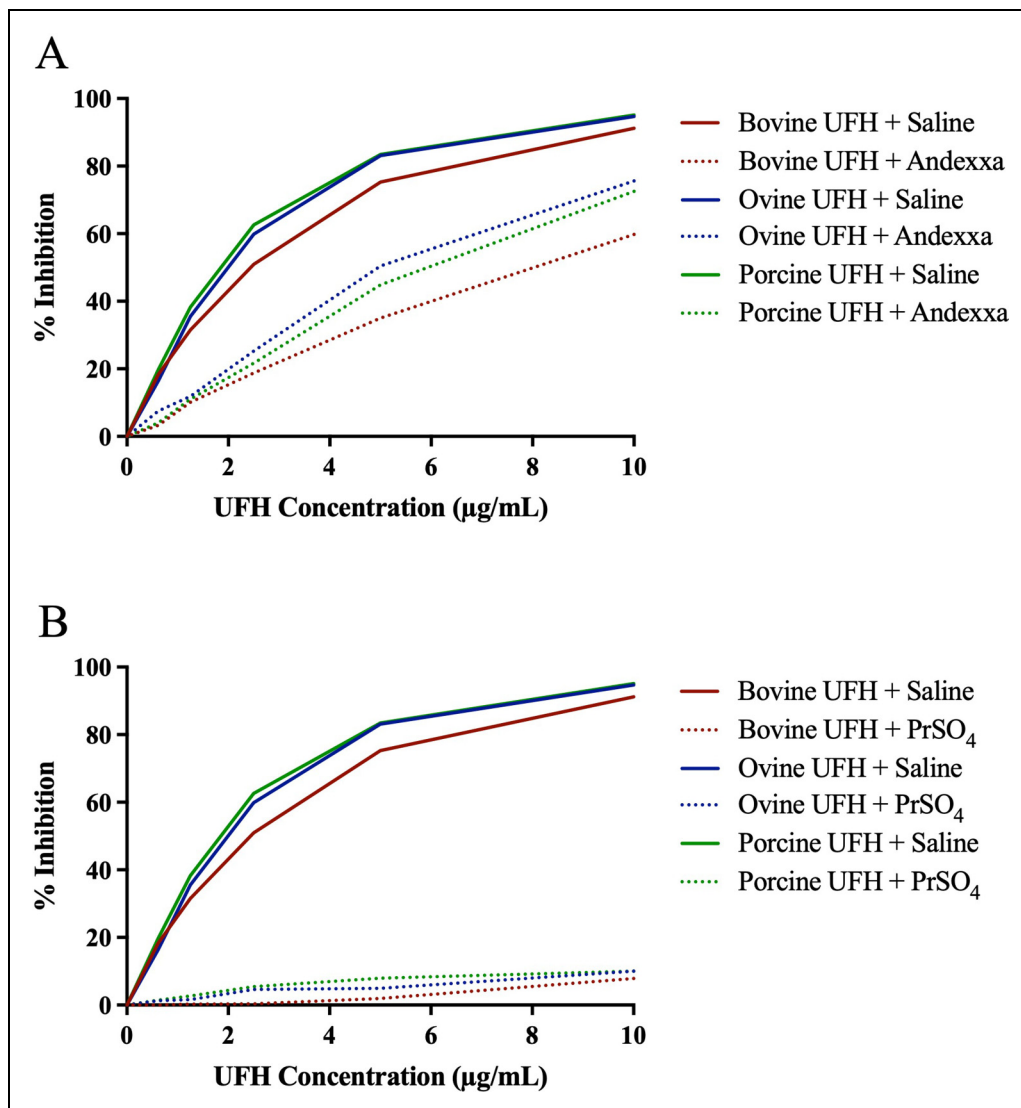 A
100
80
60
40
20
0
% Inhibition
0 2 4 6 8 10
UFH Concentration (µg/mL)
Bovine UFH + Saline
Bovine UFH + Andexxa
Ovine UFH + Saline
Ovine UFH + Andexxa
Porcine UFH + Saline
Porcine UFH + Andexxa
B
100
80
60
40
20
0
% Inhibition
0 2 4 6 8 10
UFH Concentration (µg/mL)
Bovine UFH + Saline
Bovine UFH + PrSO₄
Ovine UFH + Saline
Ovine UFH + PrSO₄
Porcine UFH + Saline
Porcine UFH + PrSO₄